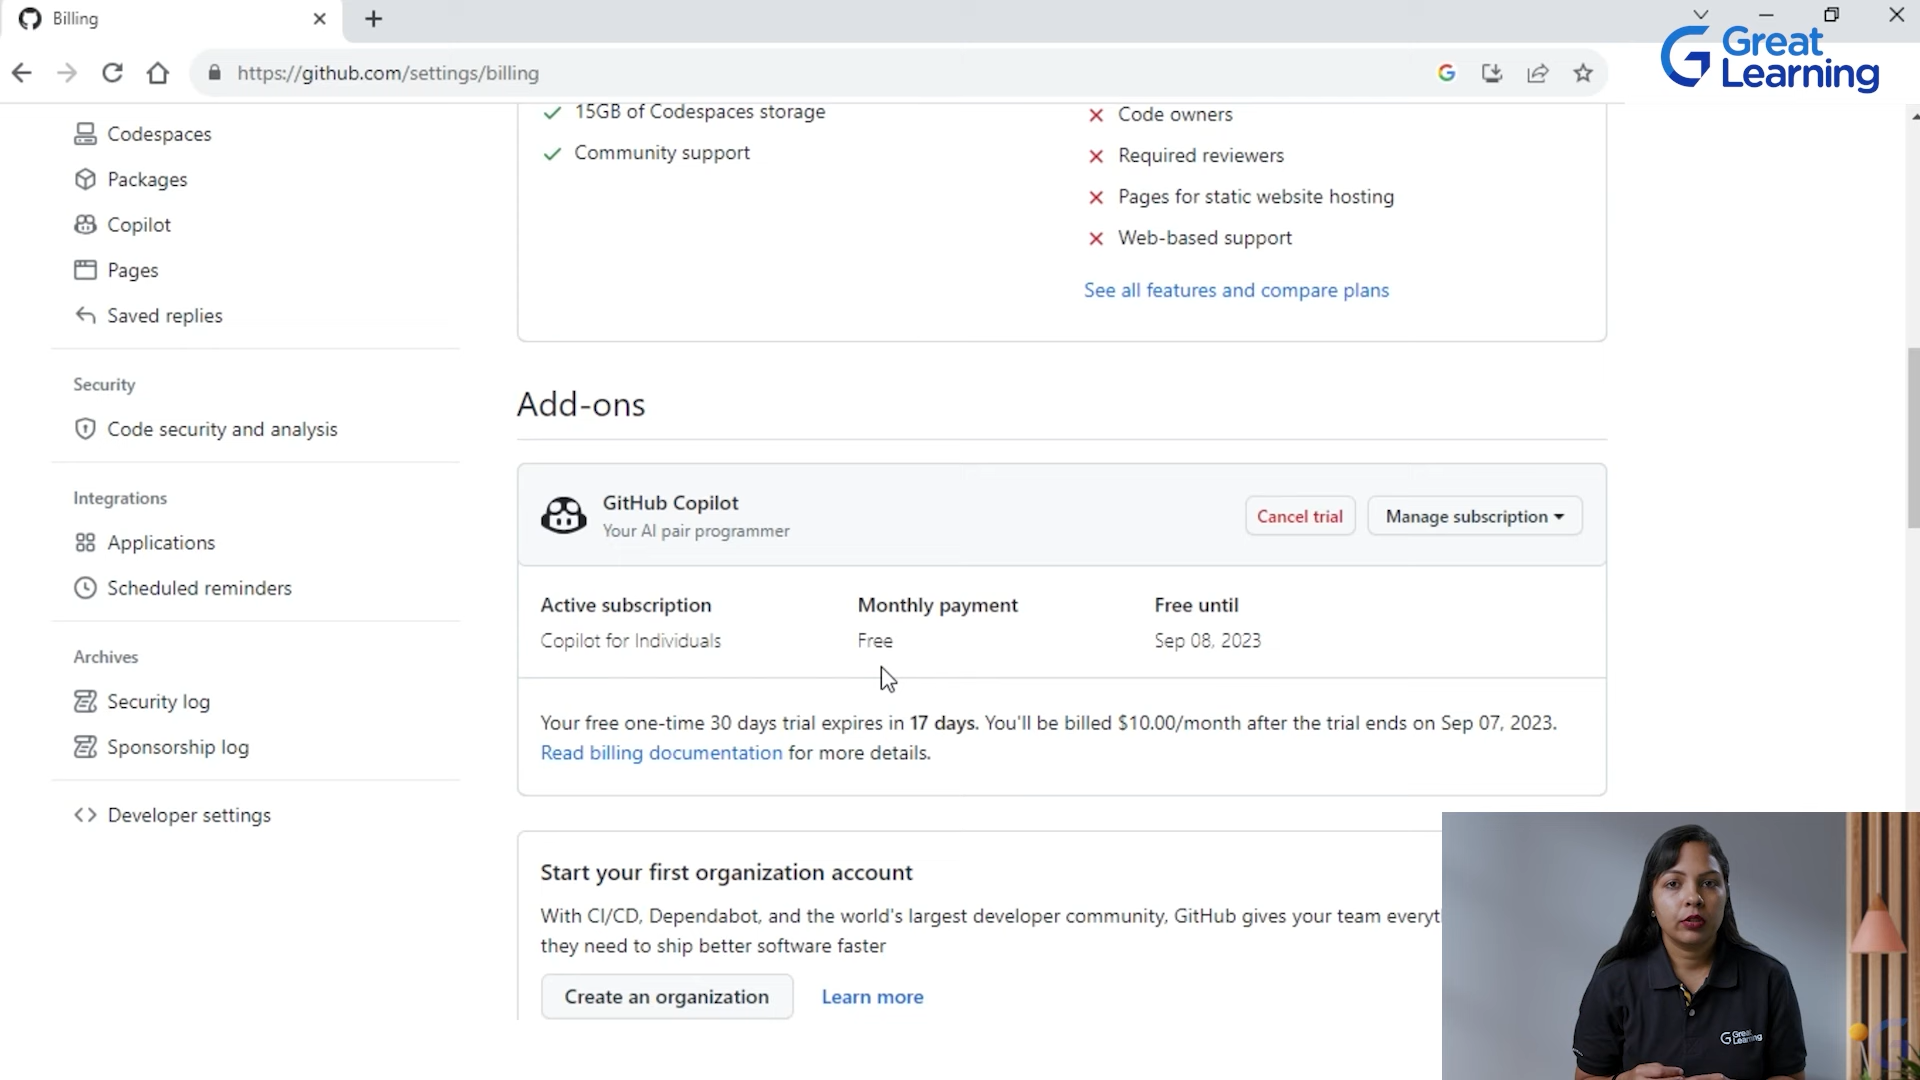 Billing
https://github.com/settings/billing
Great
Learning
Codespaces
Packages
Copilot
Pages
Saved replies
Security
Code security and analysis
Integrations
Applications
Scheduled reminders
Archives
Security log
Sponsorship log
Developer settings
15GB of Codespaces storage
Community support
Code owners
Required reviewers
Pages for static website hosting
Web-based support
See all features and compare plans
Add-ons
GitHub Copilot
Your AI pair programmer
Cancel trial
Manage subscription
Active subscription
Copilot for Individuals
Monthly payment
Free
Free until
Sep 08, 2023
Your free one-time 30 days trial expires in 17 days. You'll be billed $10.00/month after the trial ends on Sep 07, 2023.
Read billing documentation for more details.
Start your first organization account
With CI/CD, Dependabot, and the world's largest developer community, GitHub gives your team everyt
they need to ship better software faster
Create an organization
Learn more
Great
Learning